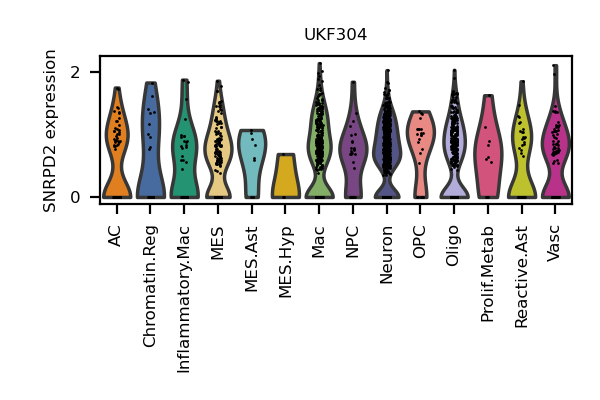 UKF304
SNRPD2 expression
2
0
AC
Chromatin.Reg
Inflammatory.Mac
MES
MES.Ast
MES.Hyp
Mac
NPC
Neuron
OPC
Oligo
Prolif.Metab
Reactive.Ast
Vasc